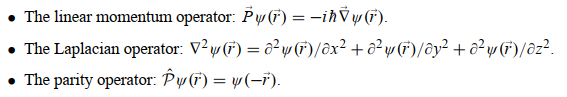 • The linear momentum operator: P⃗ψ(r⃗) = −iℏ∇⃗ψ(r⃗).
• The Laplacian operator: ∇²ψ(r⃗) = ∂²ψ(r⃗)/∂x² + ∂²ψ(r⃗)/∂y² + ∂²ψ(r⃗)/∂z².
• The parity operator: P̂ψ(r⃗) = ψ(−r⃗).